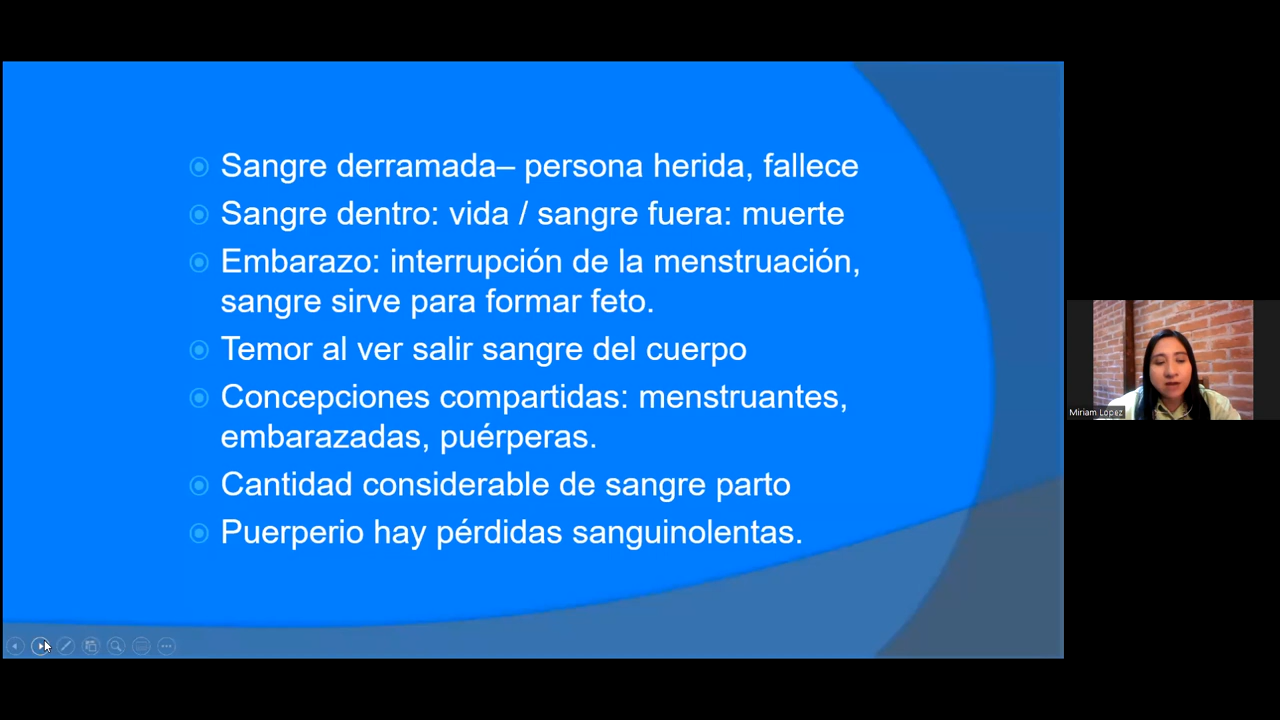 Sangre derramada– persona herida, fallece
Sangre dentro: vida / sangre fuera: muerte
Embarazo: interrupción de la menstruación,
sangre sirve para formar feto.
Temor al ver salir sangre del cuerpo
Concepciones compartidas: menstruantes,
embarazadas, puérperas.
Cantidad considerable de sangre parto
Puerperio hay pérdidas sanguinolentas.
Miriam López